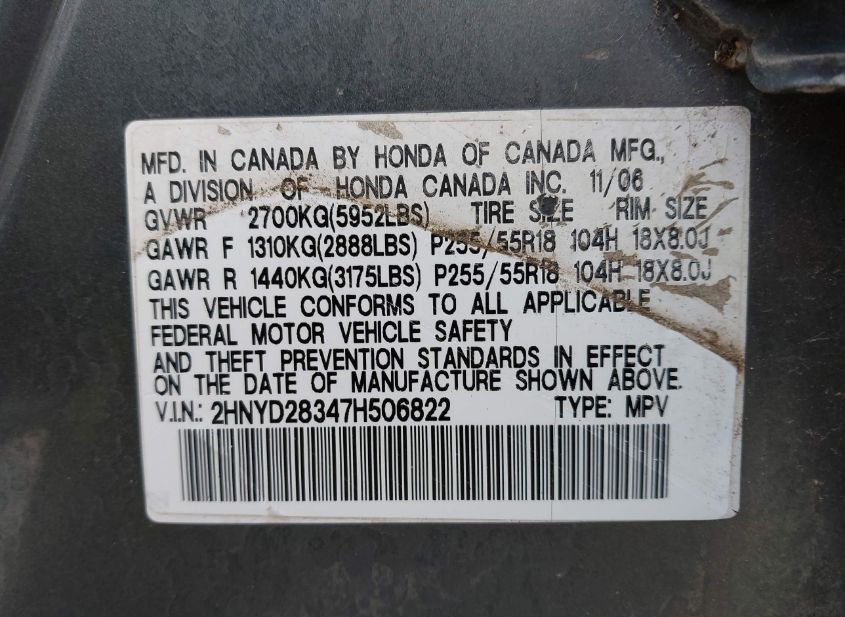 MFD. IN CANADA BY HONDA OF CANADA MFG.,
A DIVISION OF HONDA CANADA INC. 11/06
GVWR 2700KG(5952LBS) TIRE SIZE RIM SIZE
GAWR F 1310KG(2888LBS) P255/55R18 104H 18X8.0J
GAWR R 1440KG(3175LBS) P255/55R18 104H 18X8.0J
THIS VEHICLE CONFORMS TO ALL APPLICABLE
FEDERAL MOTOR VEHICLE SAFETY
AND THEFT PREVENTION STANDARDS IN EFFECT
ON THE DATE OF MANUFACTURE SHOWN ABOVE.
V.I.N.: 2HNYD28347H506822 TYPE: MPV